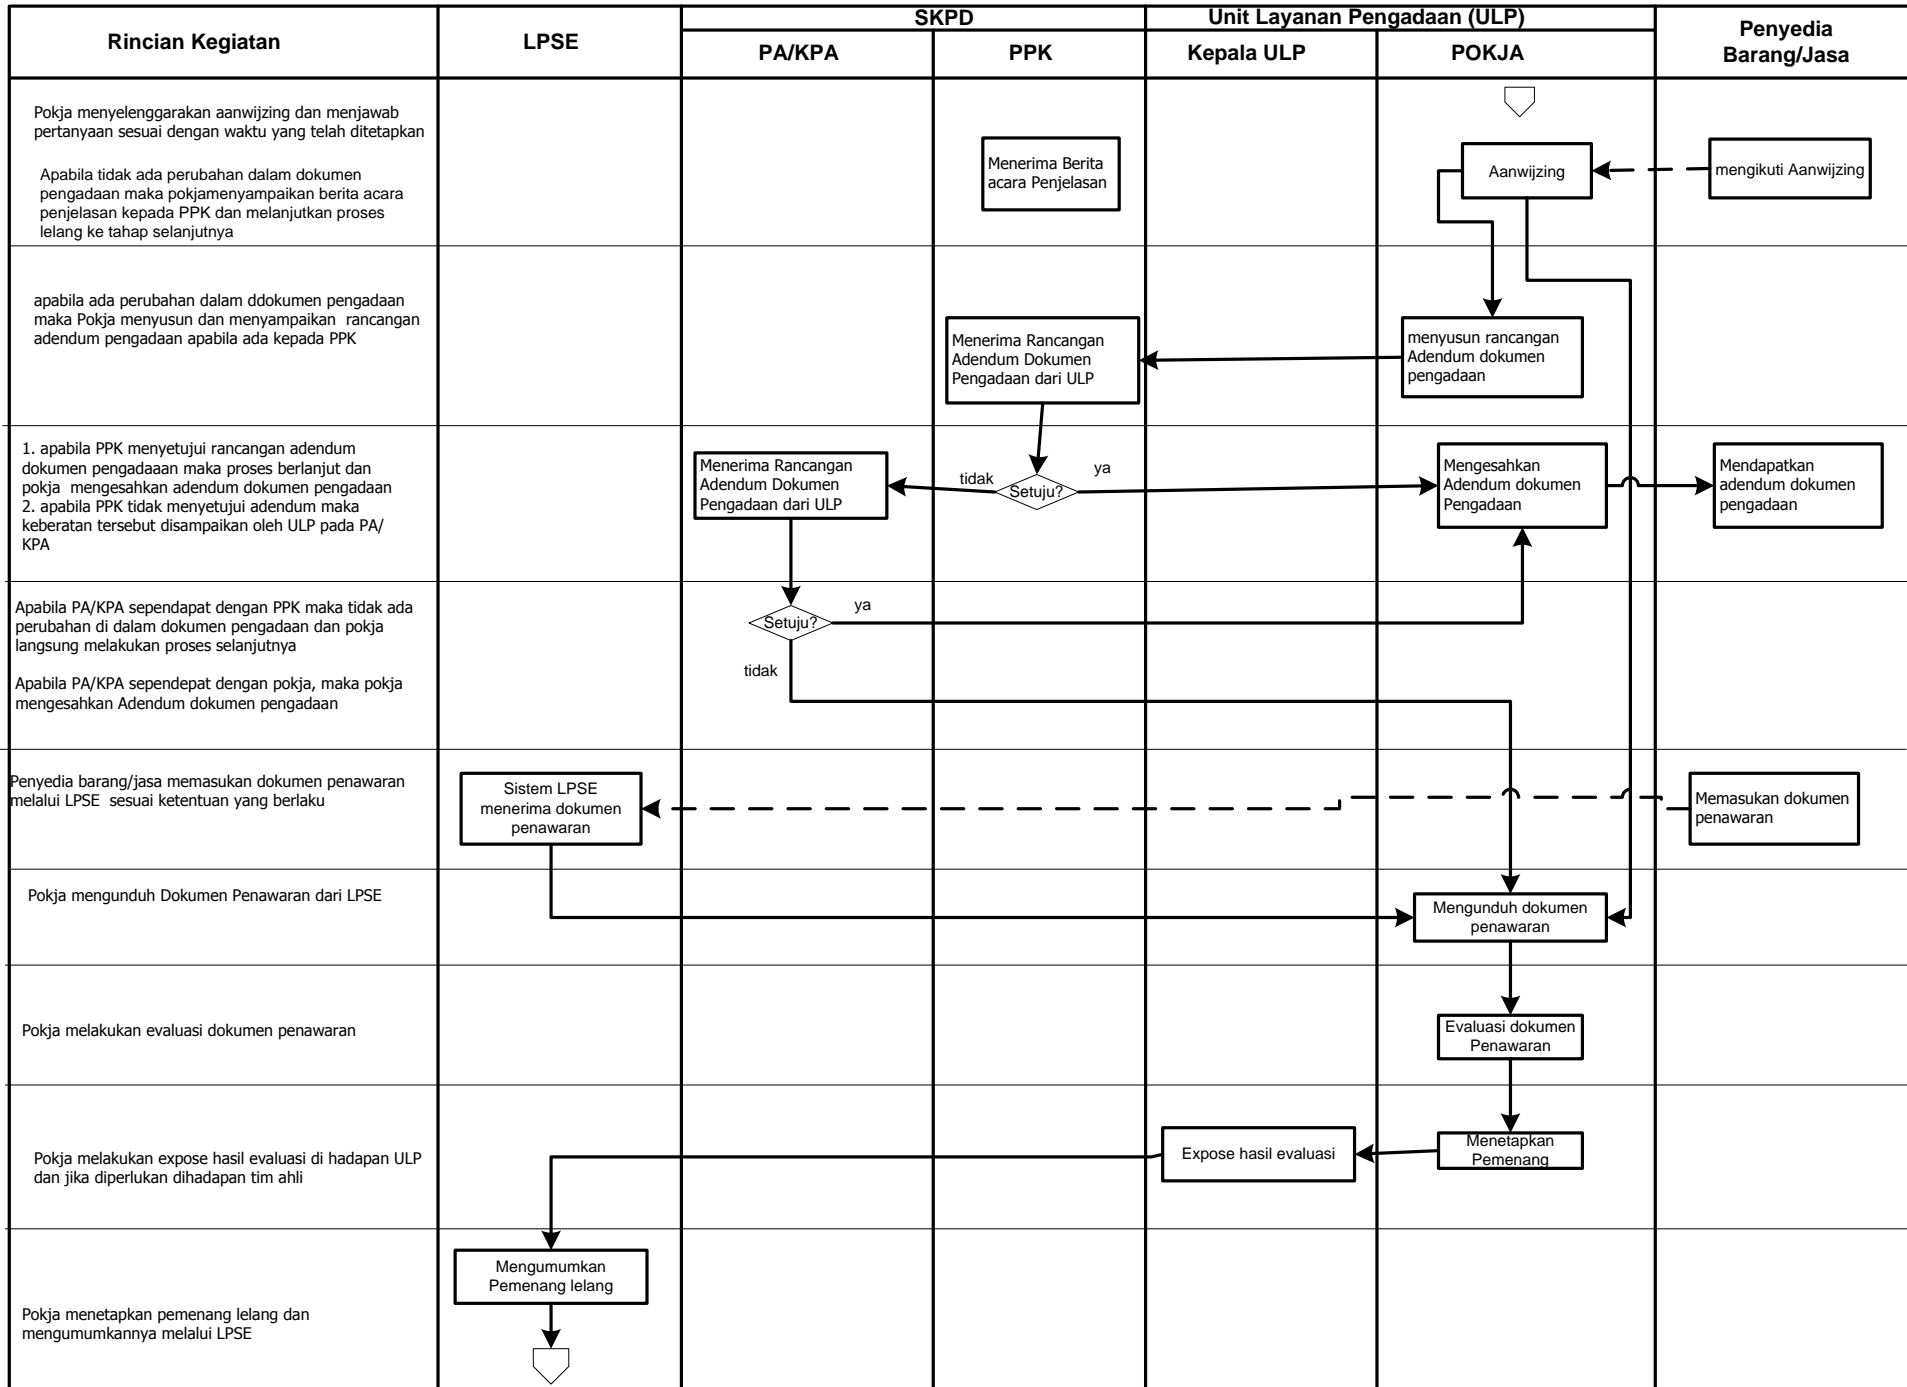 Rincian Kegiatan
LPSE
SKPD
Unit Layanan Pengadaan (ULP)
Penyedia
Barang/Jasa
PA/KPA
PPK
Kepala ULP
POKJA
Pokja menyelenggarakan aanwijzing dan menjawab
pertanyaan sesuai dengan waktu yang telah ditetapkan
Apabila tidak ada perubahan dalam dokumen
pengadaan maka pokjamenyampaikan berita acara
penjelasan kepada PPK dan melanjutkan proses
lelang ke tahap selanjutnya
Menerima Berita
acara Penjelasan
Aanwijzing
mengikuti Aanwijzing
apabila ada perubahan dalam ddokumen pengadaan
maka Pokja menyusun dan menyampaikan  rancangan
adendum pengadaan apabila ada kepada PPK
Menerima Rancangan
Adendum Dokumen
Pengadaan dari ULP
menyusun rancangan
Adendum dokumen
pengadaan
1. apabila PPK menyetujui rancangan adendum
dokumen pengadaaan maka proses berlanjut dan
pokja  mengesahkan adendum dokumen pengadaan
2. apabila PPK tidak menyetujui adendum maka
keberatan tersebut disampaikan oleh ULP pada PA/
KPA
Menerima Rancangan
Adendum Dokumen
Pengadaan dari ULP
tidak
Setuju?
ya
Mengesahkan
Adendum dokumen
Pengadaan
Mendapatkan
adendum dokumen
pengadaan
Apabila PA/KPA sependapat dengan PPK maka tidak ada
perubahan di dalam dokumen pengadaan dan pokja
langsung melakukan proses selanjutnya
Apabila PA/KPA sependepat dengan pokja, maka pokja
mengesahkan Adendum dokumen pengadaan
Setuju?
ya
tidak
Penyedia barang/jasa memasukan dokumen penawaran
melalui LPSE  sesuai ketentuan yang berlaku
Sistem LPSE
menerima dokumen
penawaran
Memasukan dokumen
penawaran
Pokja mengunduh Dokumen Penawaran dari LPSE
Mengunduh dokumen
penawaran
Pokja melakukan evaluasi dokumen penawaran
Evaluasi dokumen
Penawaran
Pokja melakukan expose hasil evaluasi di hadapan ULP
dan jika diperlukan dihadapan tim ahli
Expose hasil evaluasi
Menetapkan
Pemenang
Mengumumkan
Pemenang lelang
Pokja menetapkan pemenang lelang dan
mengumumkannya melalui LPSE